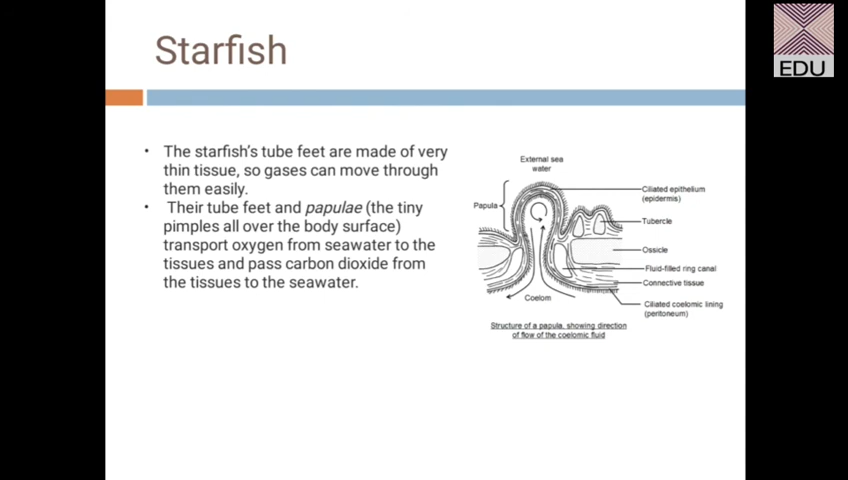 Starfish
EDU
• The starfish's tube feet are made of very
thin tissue, so gases can move through
them easily.
• Their tube feet and papulae (the tiny
pimples all over the body surface)
transport oxygen from seawater to the
tissues and pass carbon dioxide from
the tissues to the seawater.
External sea
water
Papula
Ciliated epithelium
(epidermis)
Tubercle
Ossicle
Fluid-filled ring canal
Connective tissue
Ciliated coelomic lining
(peritoneum)
Coelom
Structure of a papula, showing direction
of flow of the coelomic fluid